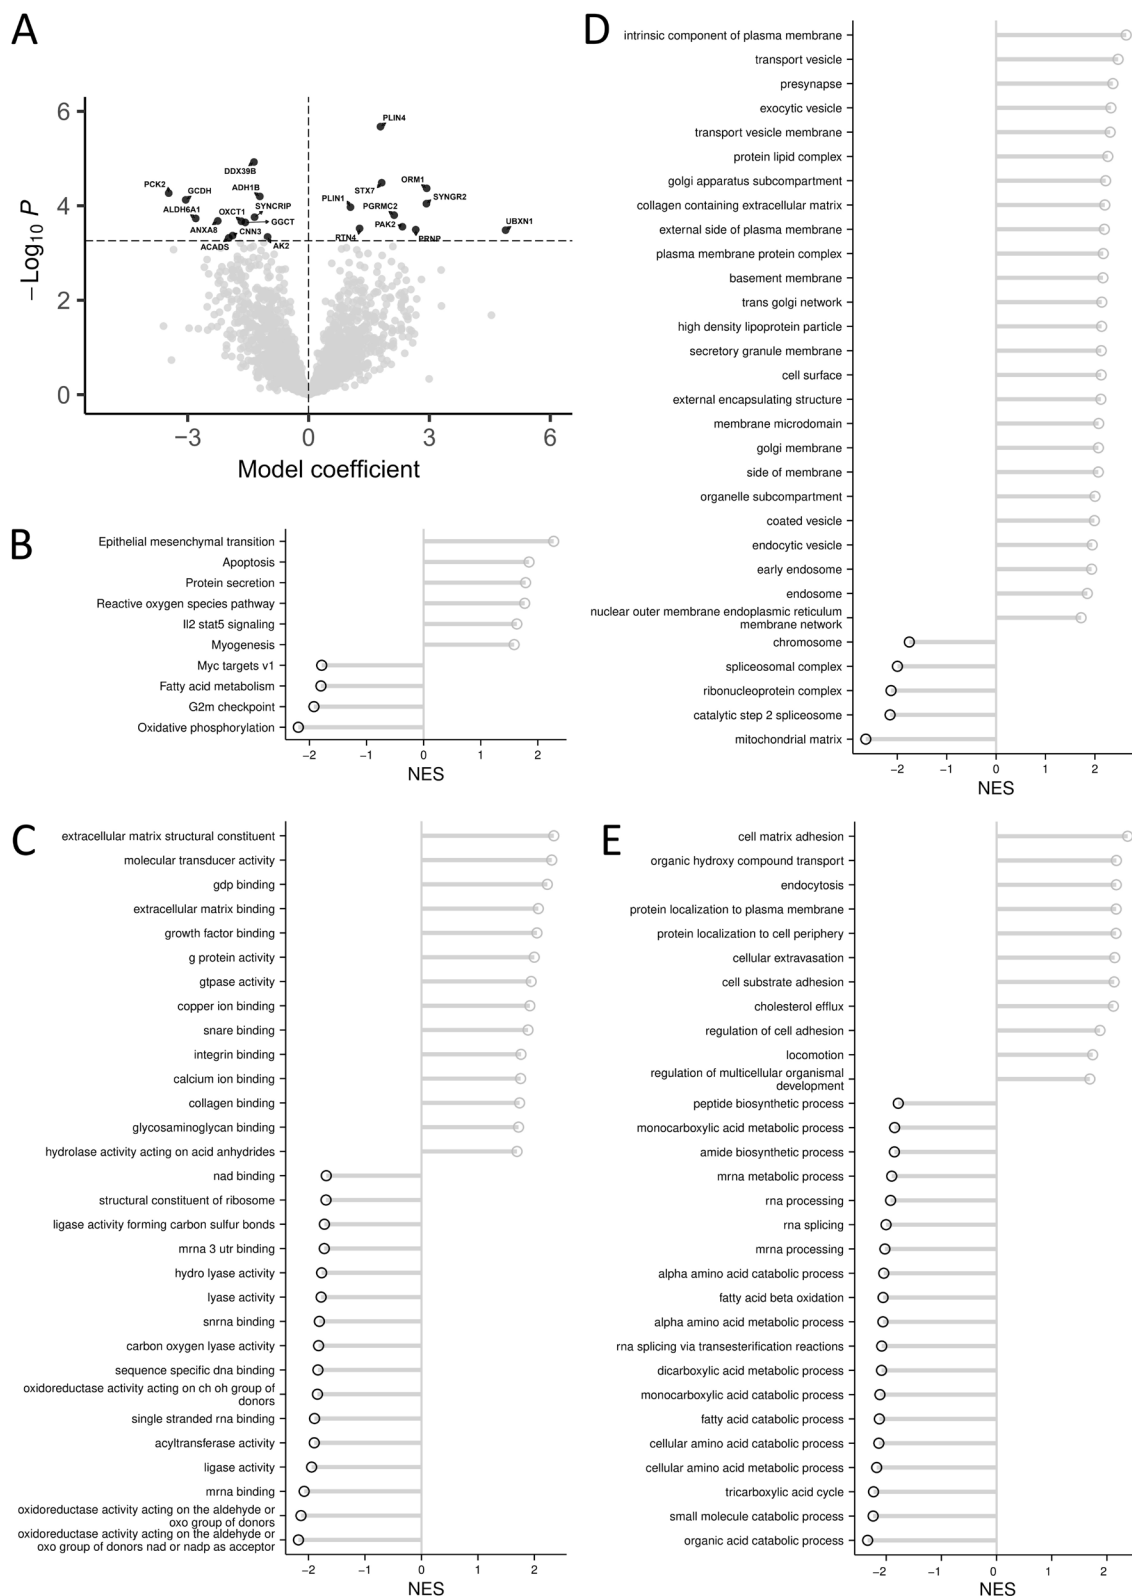 A
6
4
2
0
−Log10 P
PLIN4
DDX39B
PCK2
GCDH
ADH1B
STX7
ORM1
SYNGR2
ALDH6A1
OXCT1
SYNCRIP
PLIN1
PGRMC2
ANXA8
GGCT
PAK2
UBXN1
CNN3
RTN4
PRNP
ACADS
AK2
−3
0
3
6
Model coefficient
B
Epithelial mesenchymal transition
Apoptosis
Protein secretion
Reactive oxygen species pathway
Il2 stat5 signaling
Myogenesis
Myc targets v1
Fatty acid metabolism
G2m checkpoint
Oxidative phosphorylation
−2
−1
0
1
2
NES
C
extracellular matrix structural constituent
molecular transducer activity
gdp binding
extracellular matrix binding
growth factor binding
g protein activity
gtpase activity
copper ion binding
snare binding
integrin binding
calcium ion binding
collagen binding
glycosaminoglycan binding
hydrolase activity acting on acid anhydrides
nad binding
structural constituent of ribosome
ligase activity forming carbon sulfur bonds
mrna 3 utr binding
hydro lyase activity
lyase activity
snrna binding
carbon oxygen lyase activity
sequence specific dna binding
oxidoreductase activity acting on ch oh group of
donors
single stranded rna binding
acyltransferase activity
ligase activity
mrna binding
oxidoreductase activity acting on the aldehyde or
oxo group of donors
oxidoreductase activity acting on the aldehyde or
oxo group of donors nad or nadp as acceptor
−2
−1
0
1
2
NES
D
intrinsic component of plasma membrane
transport vesicle
presynapse
exocytic vesicle
transport vesicle membrane
protein lipid complex
golgi apparatus subcompartment
collagen containing extracellular matrix
external side of plasma membrane
plasma membrane protein complex
basement membrane
trans golgi network
high density lipoprotein particle
secretory granule membrane
cell surface
external encapsulating structure
membrane microdomain
golgi membrane
side of membrane
organelle subcompartment
coated vesicle
endocytic vesicle
early endosome
endosome
nuclear outer membrane endoplasmic reticulum
membrane network
chromosome
spliceosomal complex
ribonucleoprotein complex
catalytic step 2 spliceosome
mitochondrial matrix
−2
−1
0
1
2
NES
E
cell matrix adhesion
organic hydroxy compound transport
endocytosis
protein localization to plasma membrane
protein localization to cell periphery
cellular extravasation
cell substrate adhesion
cholesterol efflux
regulation of cell adhesion
locomotion
regulation of multicellular organismal
development
peptide biosynthetic process
monocarboxylic acid metabolic process
amide biosynthetic process
mrna metabolic process
rna processing
rna splicing
mrna processing
alpha amino acid catabolic process
fatty acid beta oxidation
alpha amino acid metabolic process
rna splicing via transesterification reactions
dicarboxylic acid metabolic process
monocarboxylic acid catabolic process
fatty acid catabolic process
cellular amino acid catabolic process
cellular amino acid metabolic process
tricarboxylic acid cycle
small molecule catabolic process
organic acid catabolic process
−2
−1
0
1
2
NES